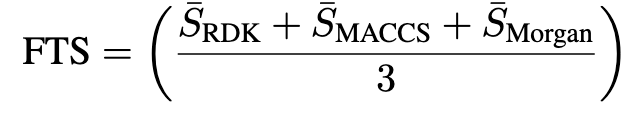 FTS = ( S̄_RDK + S̄_MACCS + S̄_Morgan / 3 )